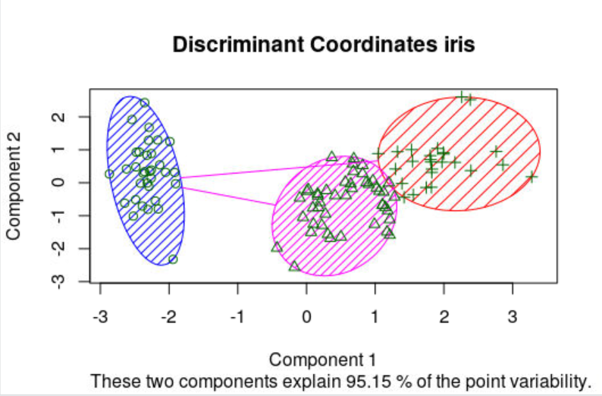 Discriminant Coordinates iris
Component 2
2
1
0
-1
-2
-3
-3 -2 -1 0 1 2 3
Component 1
These two components explain 95.15 % of the point variability.